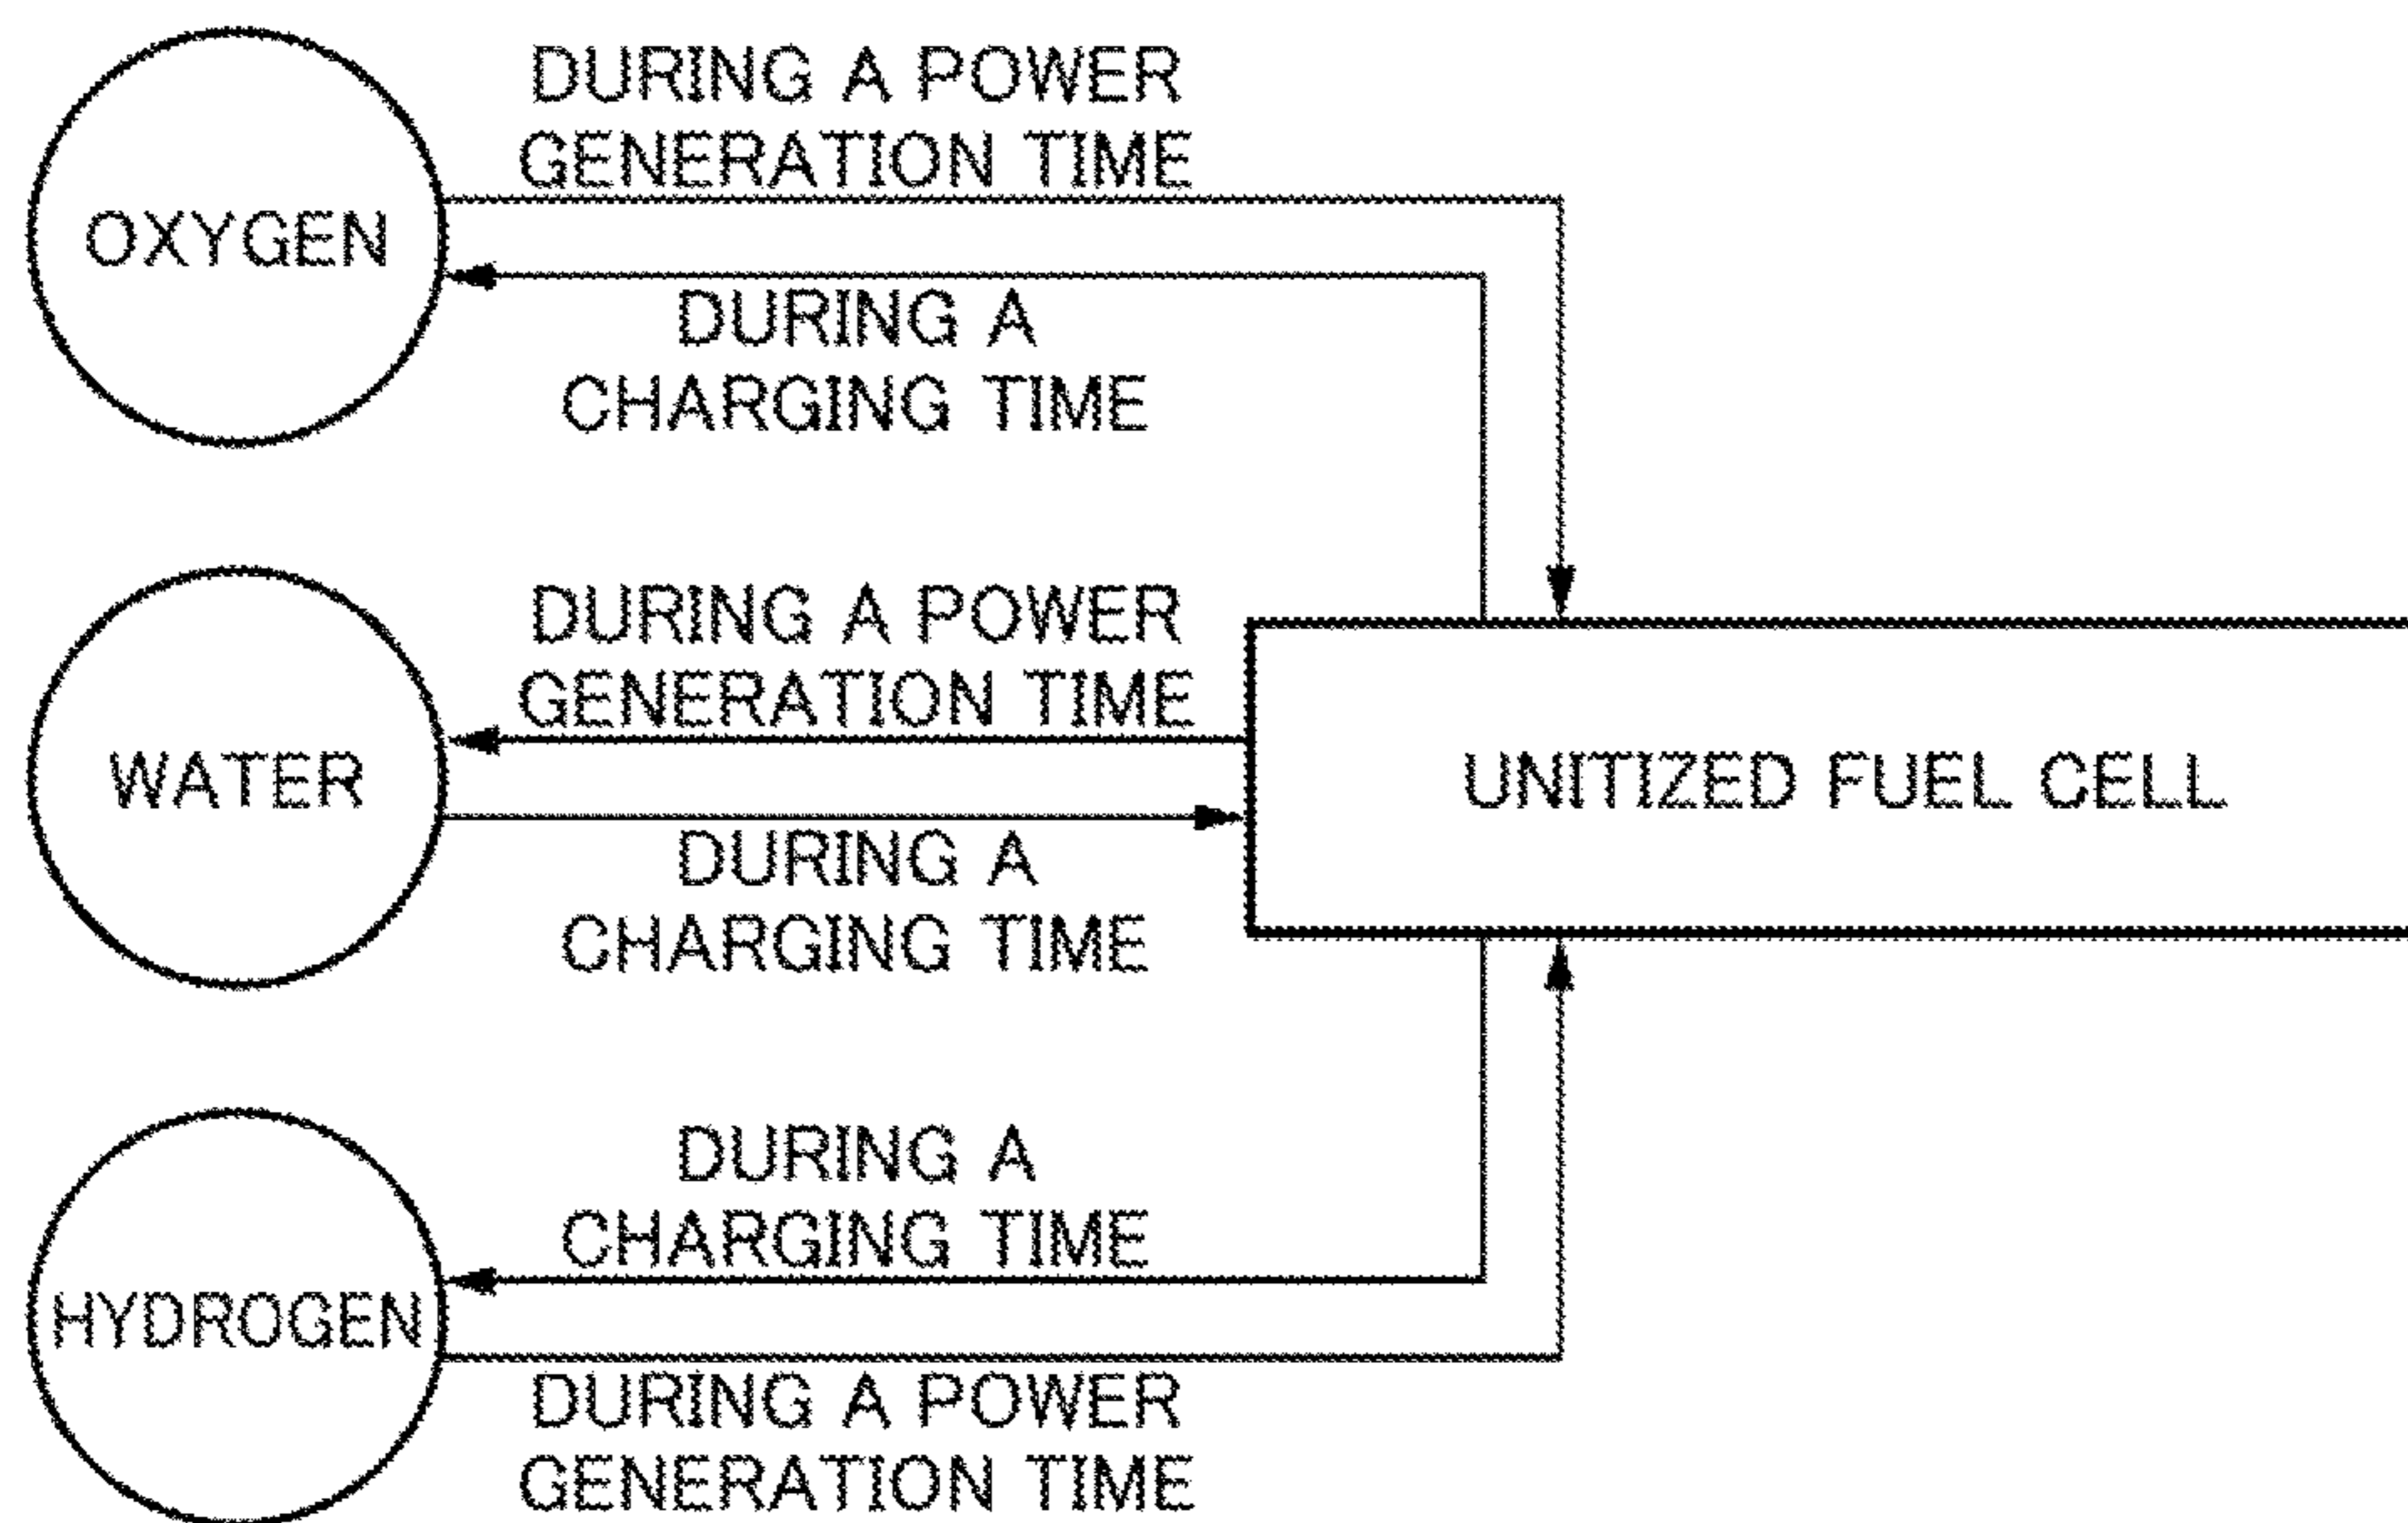 DURING A POWER
GENERATION TIME
OXYGEN
DURING A
CHARGING TIME
DURING A POWER
GENERATION TIME
WATER
UNITIZED FUEL CELL
DURING A
CHARGING TIME
DURING A
CHARGING TIME
HYDROGEN
DURING A POWER
GENERATION TIME